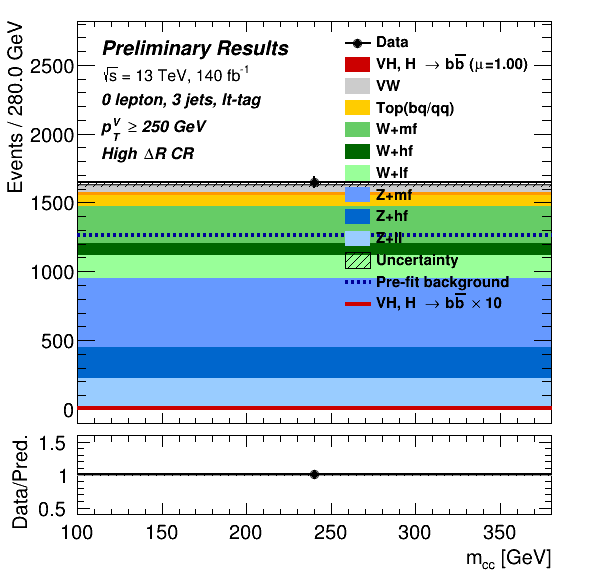 Events / 280.0 GeV
2500
2000
1500
1000
500
0
Preliminary Results
√s = 13 TeV, 140 fb⁻¹
0 lepton, 3 jets, lt-tag
p_T^V ≥ 250 GeV
High ΔR CR
Data
VH, H → bb̅ (μ=1.00)
VW
Top(bq/qq)
W+mf
W+hf
W+lf
Z+mf
Z+hf
Z+lf
Uncertainty
Pre-fit background
VH, H → bb̅ × 10
Data/Pred.
1.5
1
0.5
100 150 200 250 300 350
m_cc [GeV]